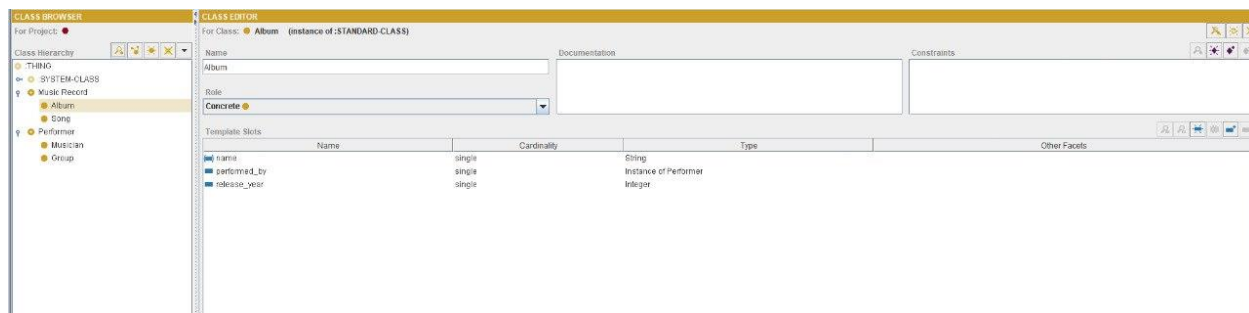 CLASS BROWSER
For Project:
Class Hierarchy
:THING
:SYSTEM-CLASS
Music Record
Album
Song
Performer
Musician
Group
CLASS EDITOR
For Class: Album (instance of :STANDARD-CLASS)
Name
Album
Documentation
Constraints
Role
Concrete
Template Slots
Name Cardinality Type Other Facets
name single String
performed_by single Instance of Performer
release_year single Integer